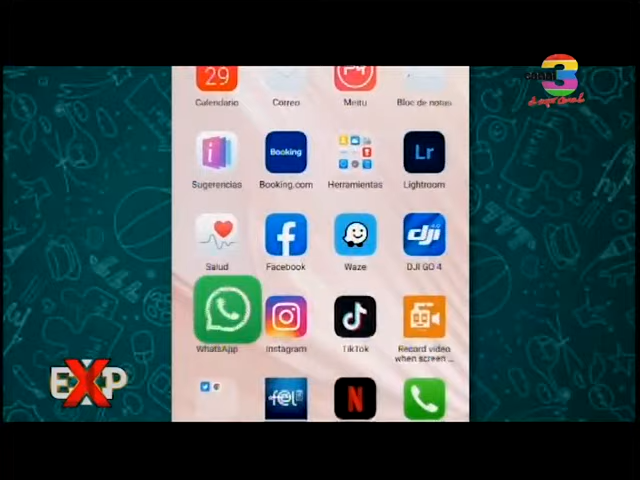 29
Calendario
Correo
Meitu
Bloc de notas
CANAL 3
i
Sugerencias
Booking
Booking.com
Herramientas
Lr
Lightroom
Salud
f
Facebook
Waze
dji
DJI GO 4
WhatsApp
Instagram
TikTok
Record video
when screen ...
EXP
fel
N